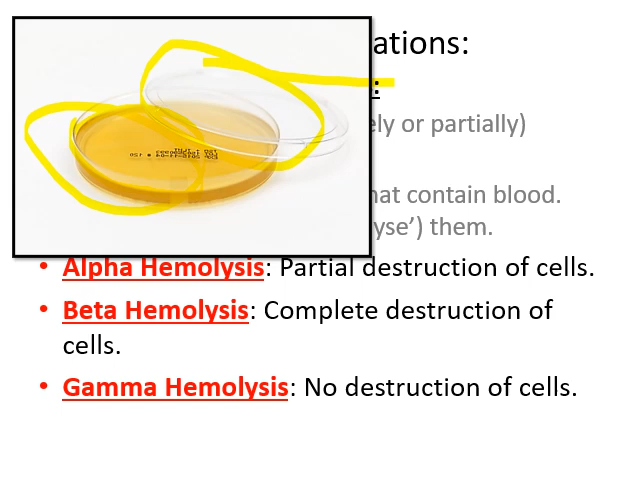 ations:
:
ely or partially)
hat contain blood.
yse’) them.
• Alpha Hemolysis: Partial destruction of cells.
• Beta Hemolysis: Complete destruction of
cells.
• Gamma Hemolysis: No destruction of cells.